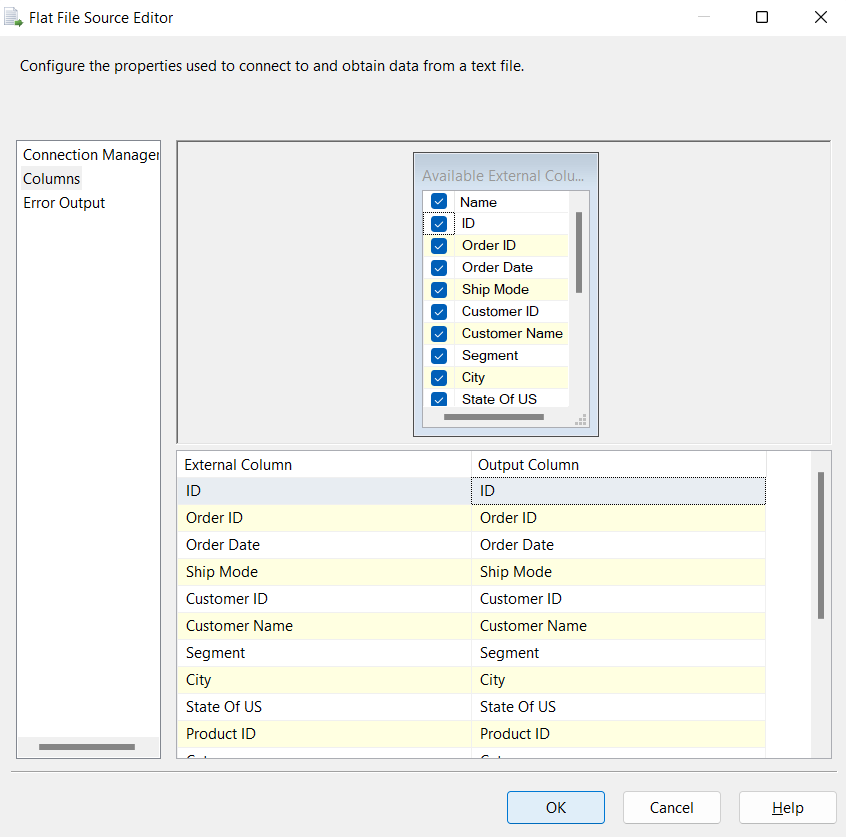 Flat File Source Editor
Configure the properties used to connect to and obtain data from a text file.
Connection Manager
Columns
Error Output
Available External Colu...
Name
ID
Order ID
Order Date
Ship Mode
Customer ID
Customer Name
Segment
City
State Of US
External Column Output Column
ID ID
Order ID Order ID
Order Date Order Date
Ship Mode Ship Mode
Customer ID Customer ID
Customer Name Customer Name
Segment Segment
City City
State Of US State Of US
Product ID Product ID
OK Cancel Help